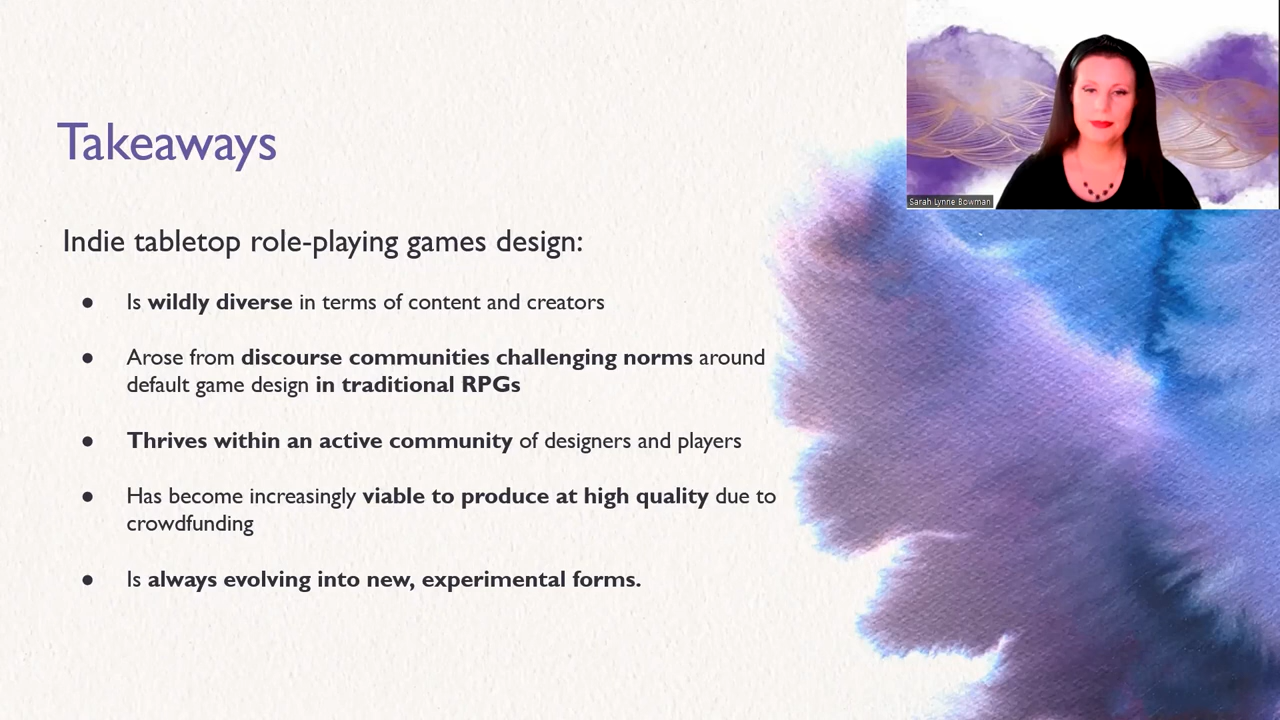 Takeaways
Sarah Lynne Bowman
Indie tabletop role-playing games design:
● Is wildly diverse in terms of content and creators
● Arose from discourse communities challenging norms around
default game design in traditional RPGs
● Thrives within an active community of designers and players
● Has become increasingly viable to produce at high quality due to
crowdfunding
● Is always evolving into new, experimental forms.